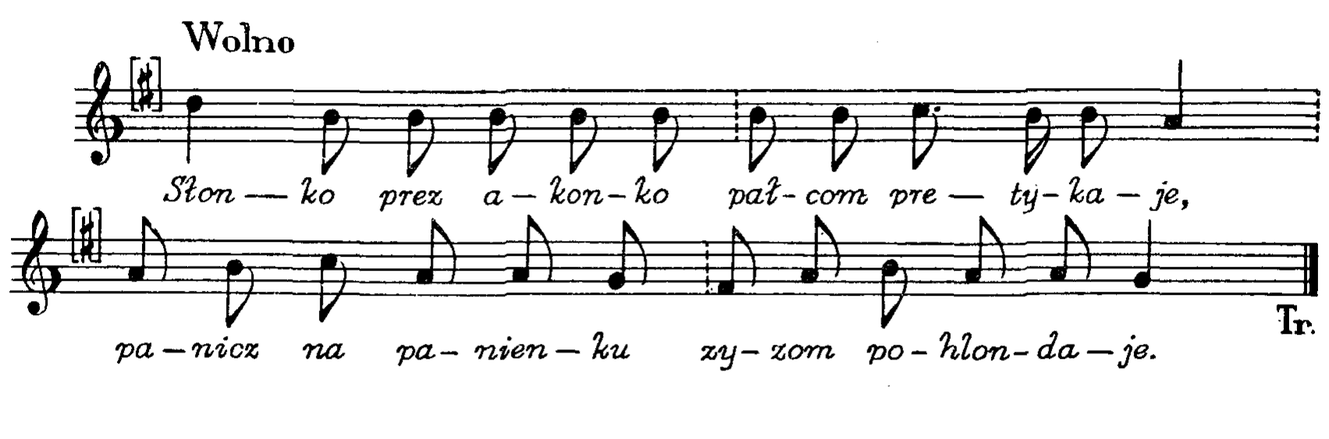 Wolno
Słon — ko prez a — kon — ko pał - com pre — ty - ka — je,
pa — nicz na pa — nien — ku zy — zom po — hlon - da — je.
Tr.